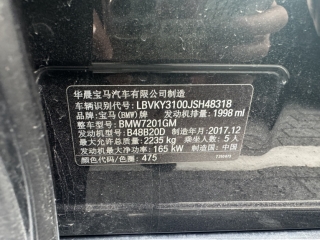 华晨宝马汽车有限公司制造
车辆识别代号: LBVKY3100JSH48318
品牌: 宝马(BMW)牌 发动机排量: 1998 ml
整车型号: BMW7201GM
发动机型号: B48B20D 制造年月: 2017.12
最大允许总质量: 2235 kg 乘坐人数: 5 人
发动机最大净功率: 165 kW 制造国: 中国
颜色代码/色漆: 475